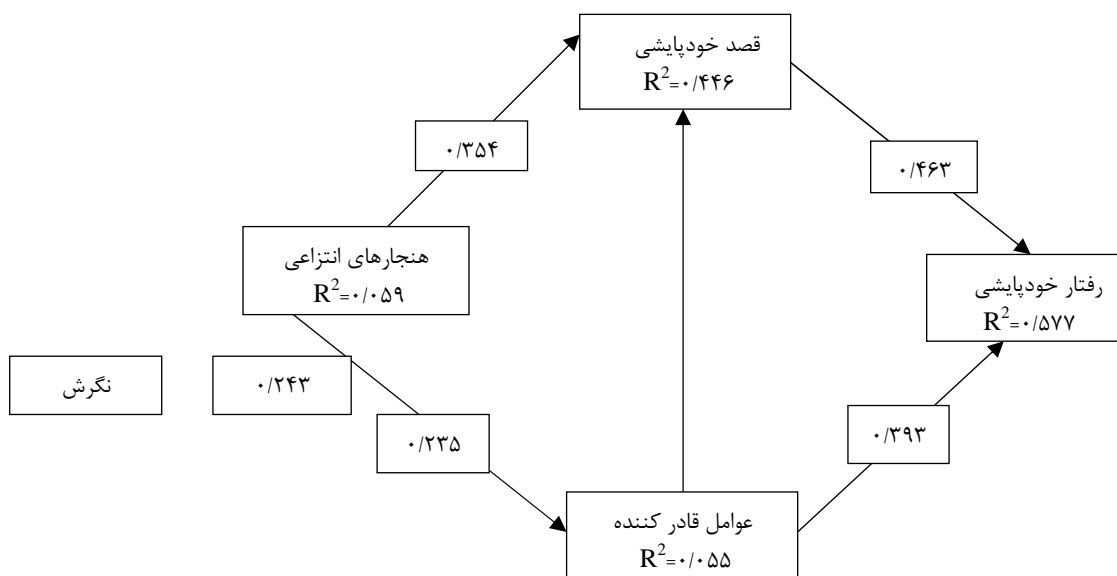 قصد خودپایشی
R²=۰/۴۴۶
۰/۳۵۴
۰/۴۶۳
هنجارهای انتزاعی
R²=۰/۰۵۹
رفتار خودپایشی
R²=۰/۵۷۷
نگرش
۰/۲۴۳
۰/۲۳۵
۰/۳۹۳
عوامل قادر کننده
R²=۰/۰۵۵